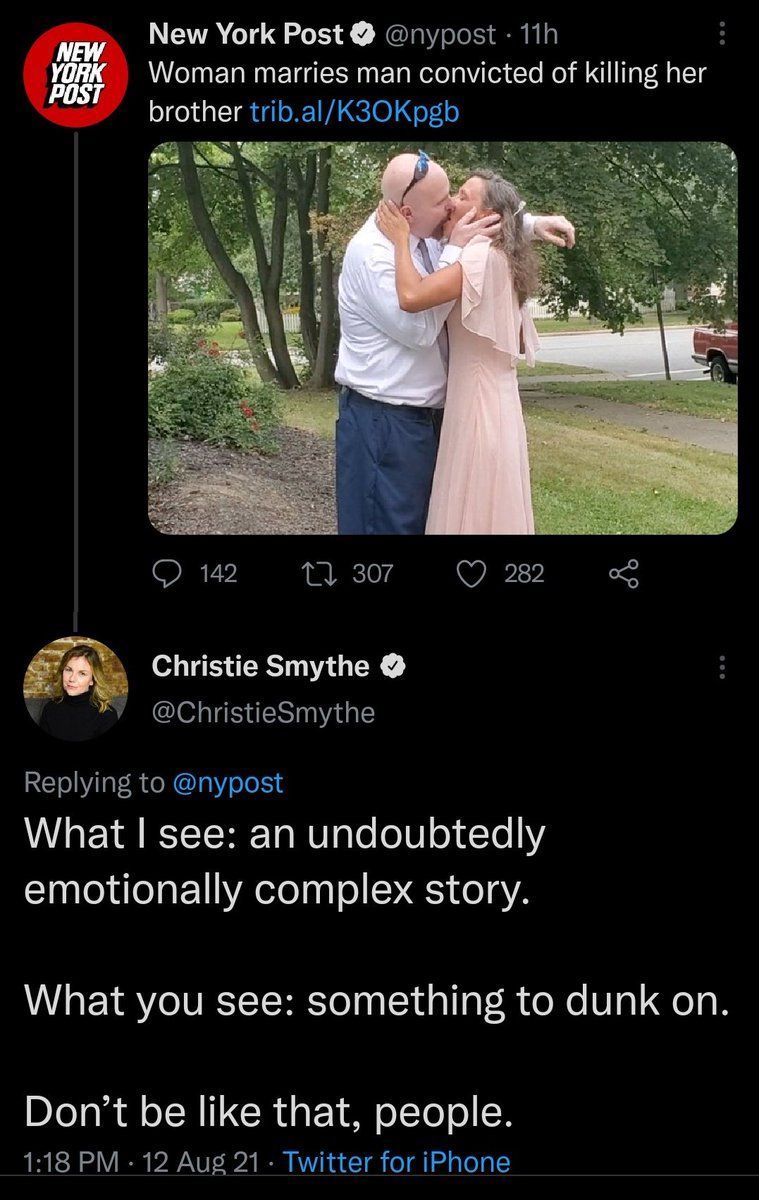 NEW
YORK
POST
New York Post @nypost · 11h
Woman marries man convicted of killing her
brother trib.al/K3OKpgb
142 307 282
Christie Smythe
@ChristieSmythe
Replying to @nypost
What I see: an undoubtedly
emotionally complex story.
What you see: something to dunk on.
Don’t be like that, people.
1:18 PM · 12 Aug 21 · Twitter for iPhone